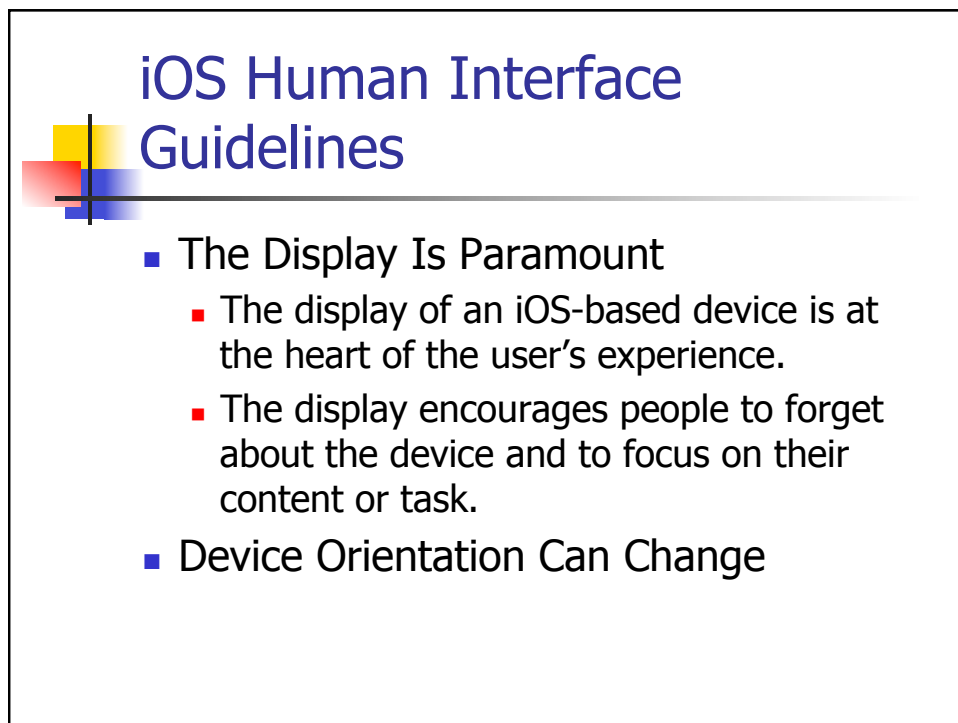 iOS Human Interface
Guidelines
The Display Is Paramount
The display of an iOS-based device is at
the heart of the user’s experience.
The display encourages people to forget
about the device and to focus on their
content or task.
Device Orientation Can Change